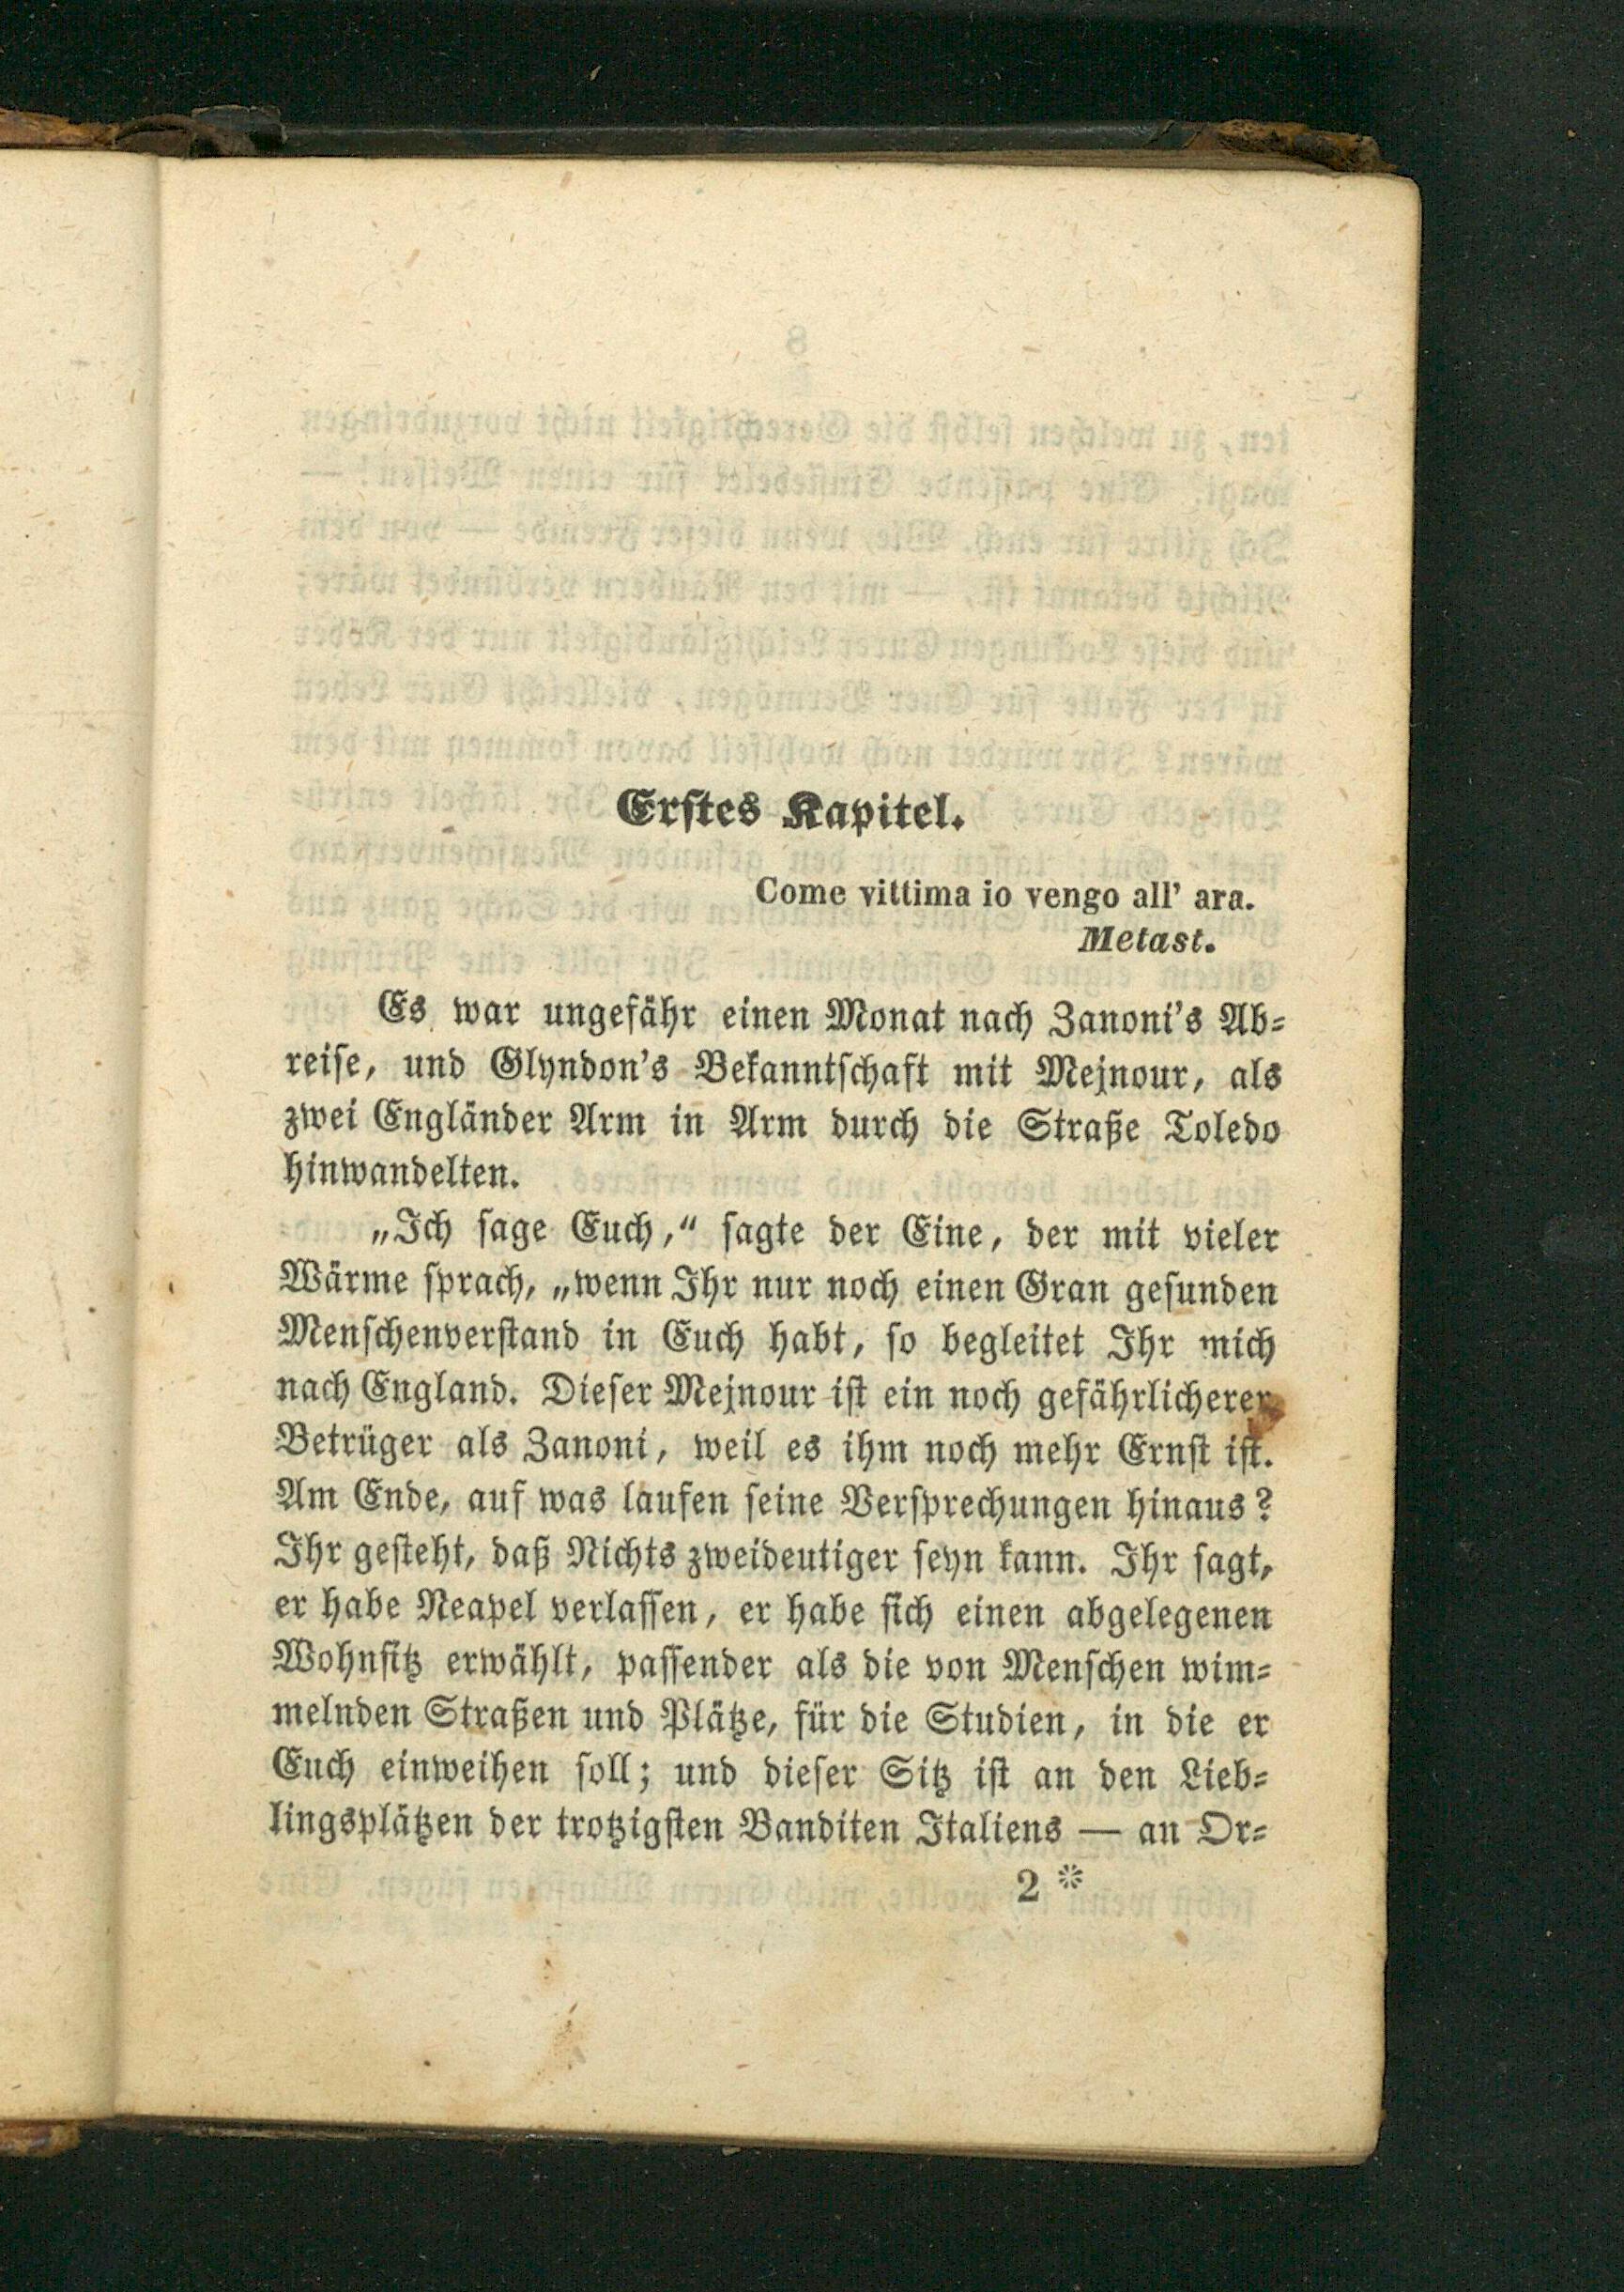 Erstes Kapitel.
Come vittima io vengo all' ara.
Metast.
Es war ungefähr einen Monat nach Zanoni's Ab-
reise, und Glyndon's Bekanntschaft mit Mejnour, als
zwei Engländer Arm in Arm durch die Straße Toledo
hinwandelten.
„Ich sage Euch,“ sagte der Eine, der mit vieler
Wärme sprach, „wenn Ihr nur noch einen Gran gesunden
Menschenverstand in Euch habt, so begleitet Ihr mich
nach England. Dieser Mejnour ist ein noch gefährlicherer
Betrüger als Zanoni, weil es ihm noch mehr Ernst ist.
Am Ende, auf was laufen seine Versprechungen hinaus?
Ihr gesteht, daß Nichts zweideutiger seyn kann. Ihr sagt,
er habe Neapel verlassen, er habe sich einen abgelegenen
Wohnsitz erwählt, passender als die von Menschen wim-
melnden Straßen und Plätze, für die Studien, in die er
Euch einweihen soll; und dieser Sitz ist an den Lieb-
lingsplätzen der trotzigsten Banditen Italiens — an Or-
2 *